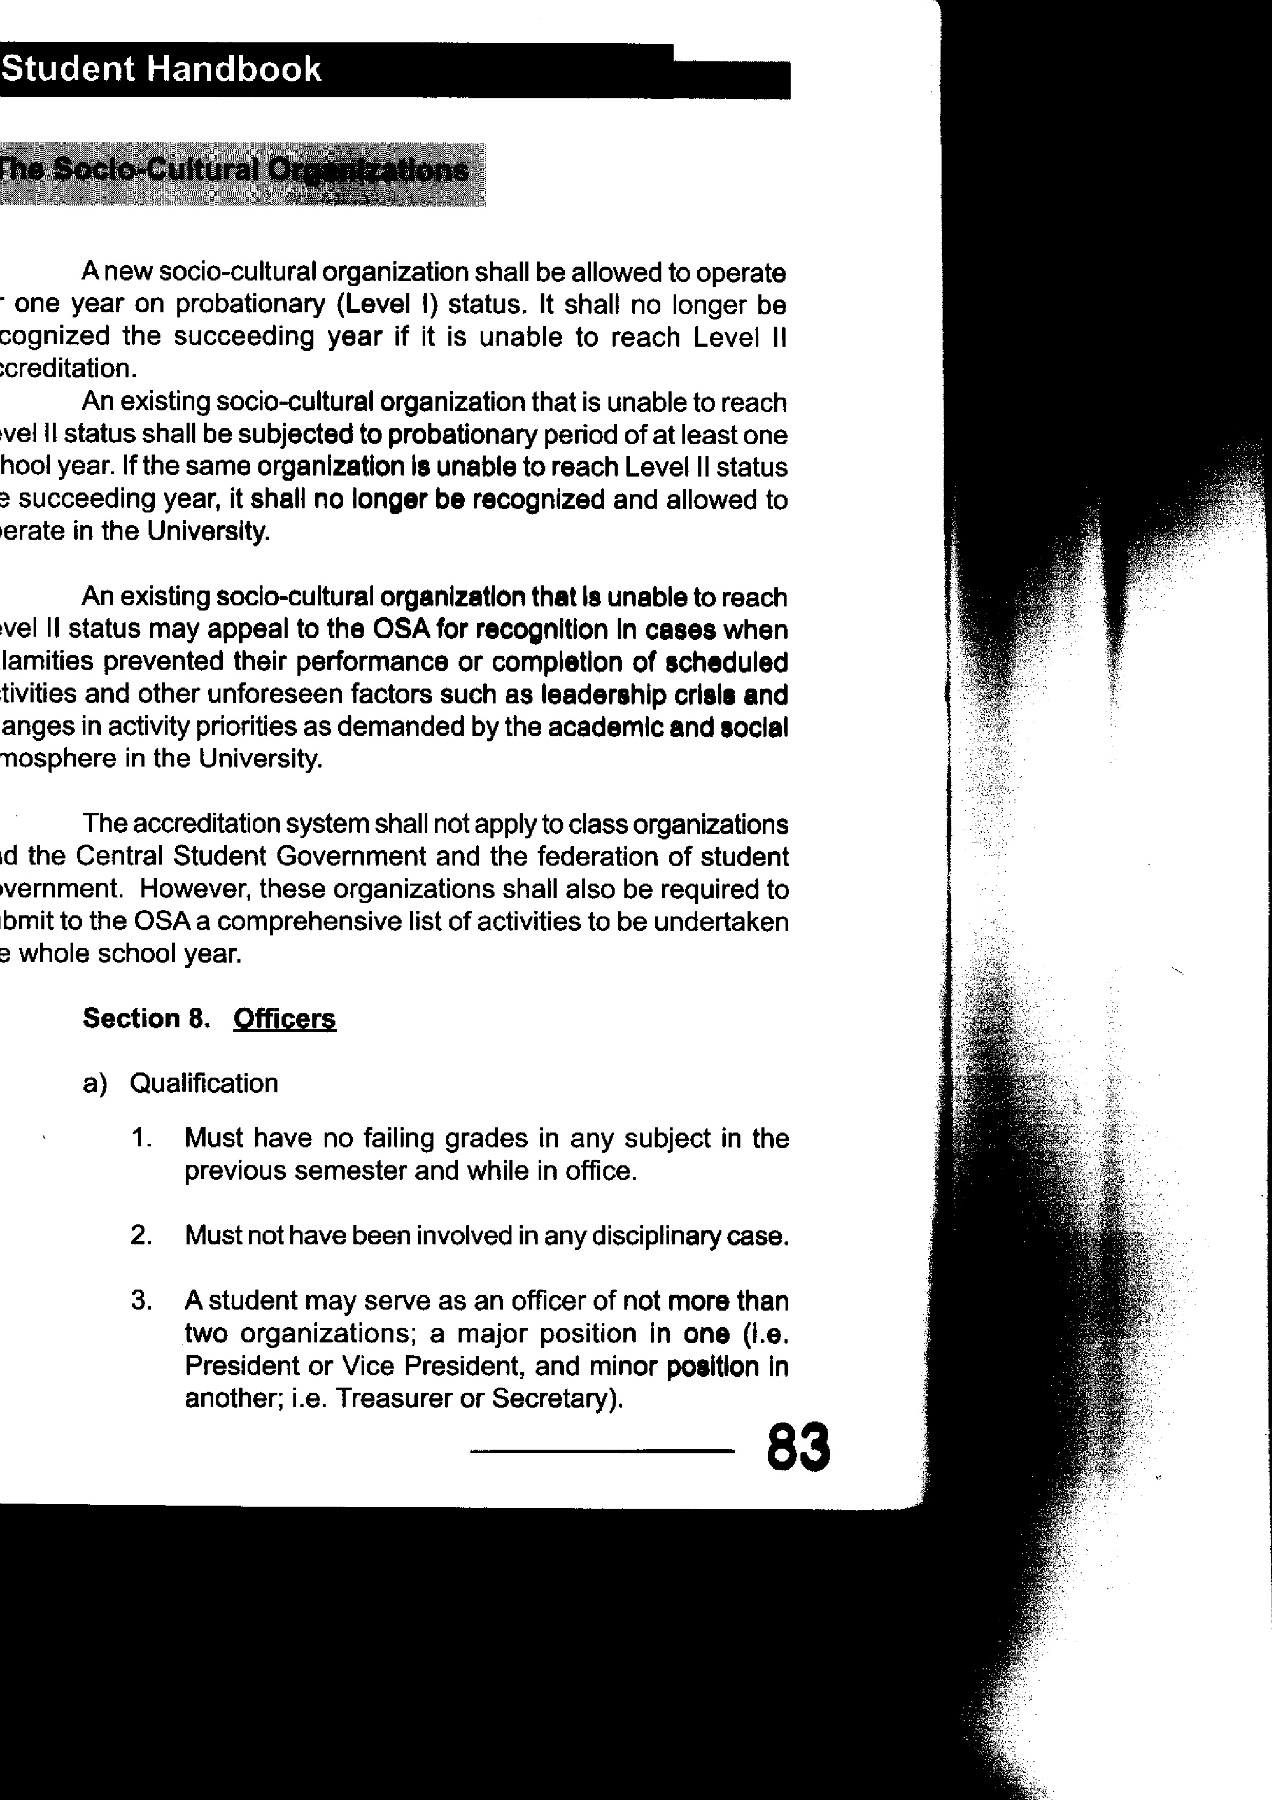 Student Handbook
The Socio-Cultural Organizations
A new socio-cultural organization shall be allowed to operate
one year on probationary (Level I) status. It shall no longer be
cognized the succeeding year if it is unable to reach Level II
creditation.
An existing socio-cultural organization that is unable to reach
vel II status shall be subjected to probationary period of at least one
hool year. If the same organization is unable to reach Level II status
e succeeding year, it shall no longer be recognized and allowed to
erate in the University.
An existing socio-cultural organization that is unable to reach
vel II status may appeal to the OSA for recognition in cases when
lamities prevented their performance or completion of scheduled
tivities and other unforeseen factors such as leadership crisis and
anges in activity priorities as demanded by the academic and social
mosphere in the University.
The accreditation system shall not apply to class organizations
d the Central Student Government and the federation of student
vernment. However, these organizations shall also be required to
bmit to the OSA a comprehensive list of activities to be undertaken
e whole school year.
Section 8. Officers
a) Qualification
1. Must have no failing grades in any subject in the
previous semester and while in office.
2. Must not have been involved in any disciplinary case.
3. A student may serve as an officer of not more than
two organizations; a major position in one (i.e.
President or Vice President, and minor position in
another; i.e. Treasurer or Secretary).
83